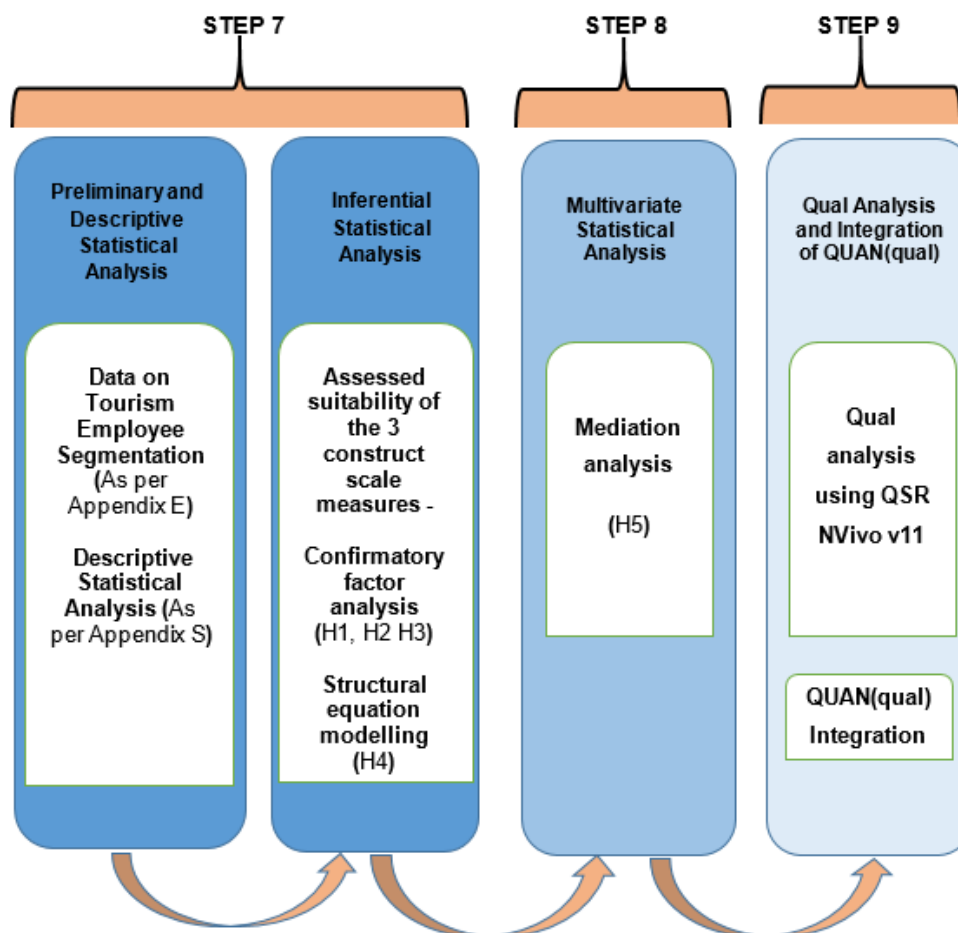 STEP 7
STEP 8
STEP 9
Preliminary and
Descriptive
Statistical
Analysis
Data on
Tourism
Employee
Segmentation
(As per
Appendix E)
Descriptive
Statistical
Analysis (As
per Appendix S)
Inferential
Statistical
Analysis
Assessed
suitability of
the 3
construct
scale
measures -
Confirmatory
factor
analysis
(H1, H2 H3)
Structural
equation
modelling
(H4)
Multivariate
Statistical
Analysis
Mediation
analysis
(H5)
Qual Analysis
and Integration
of QUAN(qual)
Qual
analysis
using QSR
NVivo v11
QUAN(qual)
Integration